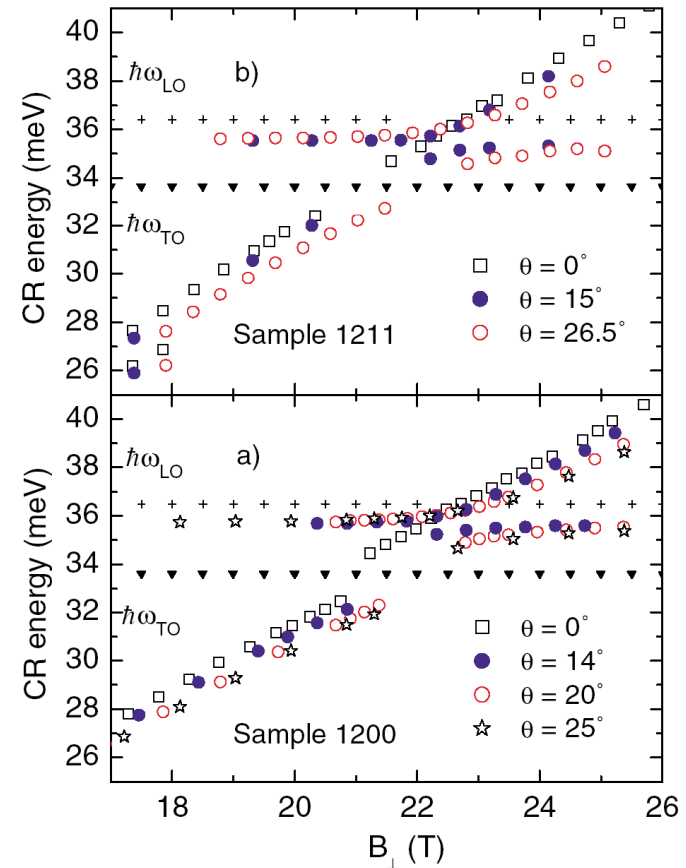 40
38
36
34
32
30
28
26
CR energy (meV)
ħω_LO
b)
ħω_TO
θ = 0°
θ = 15°
θ = 26.5°
Sample 1211
40
38
36
34
32
30
28
26
CR energy (meV)
ħω_LO
a)
ħω_TO
θ = 0°
θ = 14°
θ = 20°
θ = 25°
Sample 1200
18 20 22 24 26
B⊥ (T)